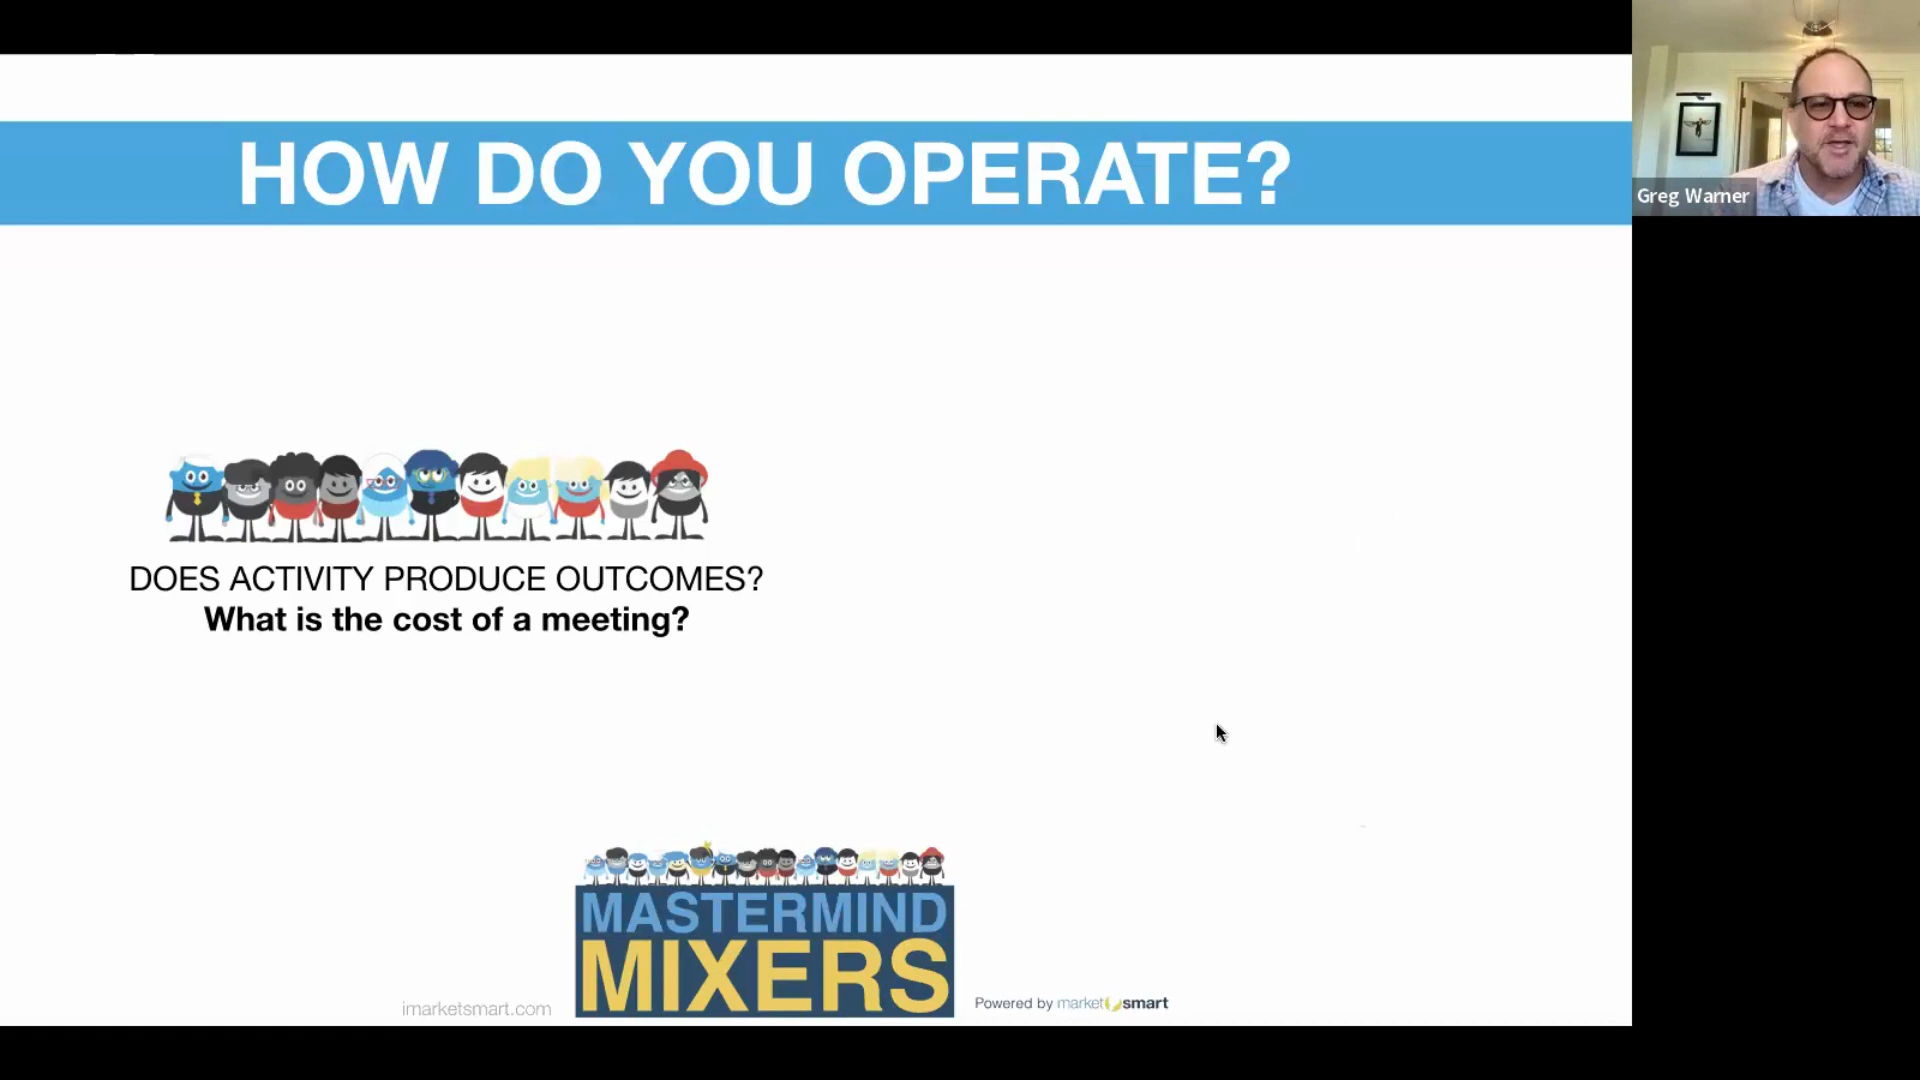 HOW DO YOU OPERATE?
Greg Warner
DOES ACTIVITY PRODUCE OUTCOMES?
What is the cost of a meeting?
MASTERMIND
MIXERS
imarketsmart.com
Powered by marketsmart